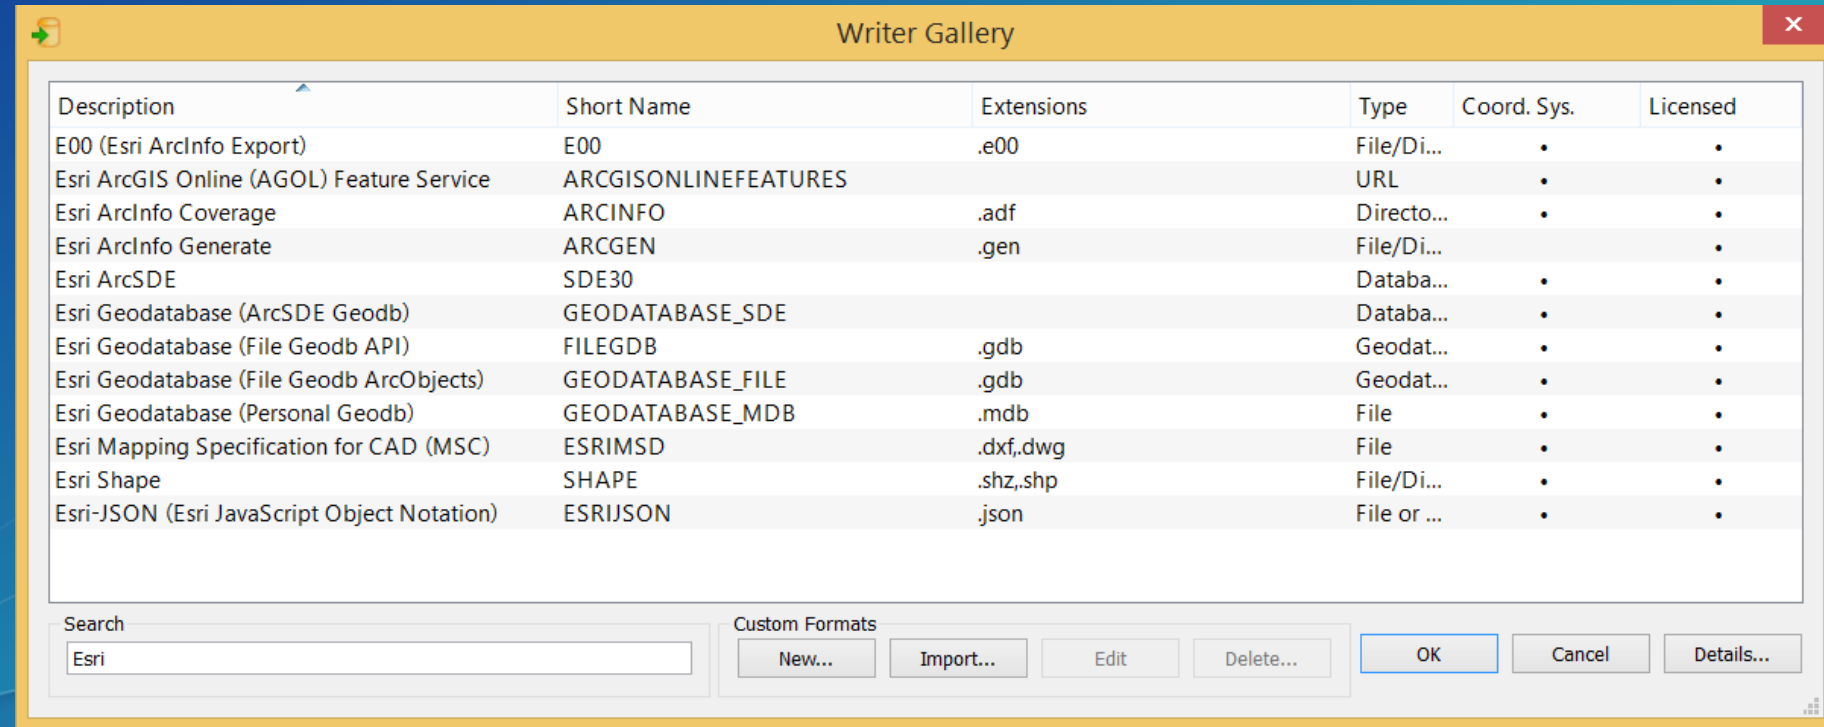 Writer Gallery
Description Short Name Extensions Type Coord. Sys. Licensed
E00 (Esri ArcInfo Export) E00 .e00 File/Di... • •
Esri ArcGIS Online (AGOL) Feature Service ARCGISONLINEFEATURES URL • •
Esri ArcInfo Coverage ARCINFO .adf Directo... • •
Esri ArcInfo Generate ARCGEN .gen File/Di... •
Esri ArcSDE SDE30 Databa... • •
Esri Geodatabase (ArcSDE Geodb) GEODATABASE_SDE Databa... • •
Esri Geodatabase (File Geodb API) FILEGDB .gdb Geodat... • •
Esri Geodatabase (File Geodb ArcObjects) GEODATABASE_FILE .gdb Geodat... • •
Esri Geodatabase (Personal Geodb) GEODATABASE_MDB .mdb File • •
Esri Mapping Specification for CAD (MSC) ESRIMSD .dxf,.dwg File • •
Esri Shape SHAPE .shz,.shp File/Di... • •
Esri-JSON (Esri JavaScript Object Notation) ESRIJSON .json File or ... • •
Search Custom Formats
Esri New... Import... Edit Delete... OK Cancel Details...